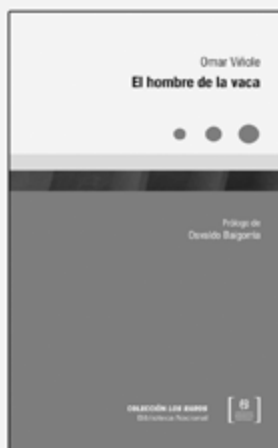 Omar Viñole
El hombre de la vaca
Prólogo de
Osvaldo Baigorria
COLECCIÓN LOS RAROS
Biblioteca Nacional